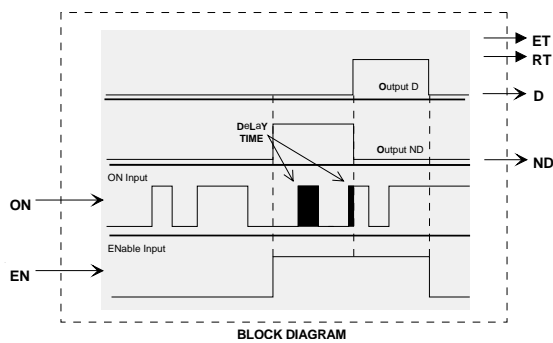 ET
RT
Output D
D
DeLaY
TIME
Output ND
ND
ON Input
ON
ENable Input
EN
BLOCK DIAGRAM